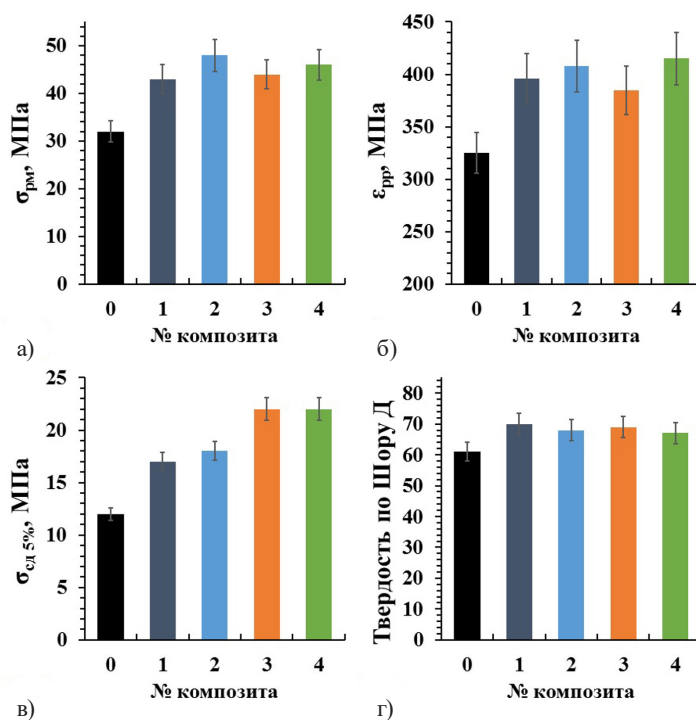 σрм, МПа
50
40
30
20
10
0
0 1 2 3 4
№ композита
а)
εрр, МПа
450
400
350
300
250
200
0 1 2 3 4
№ композита
б)
σсд 5%, МПа
25
20
15
10
5
0
0 1 2 3 4
№ композита
в)
Твердость по Шору Д
80
70
60
50
40
30
20
10
0
0 1 2 3 4
№ композита
г)